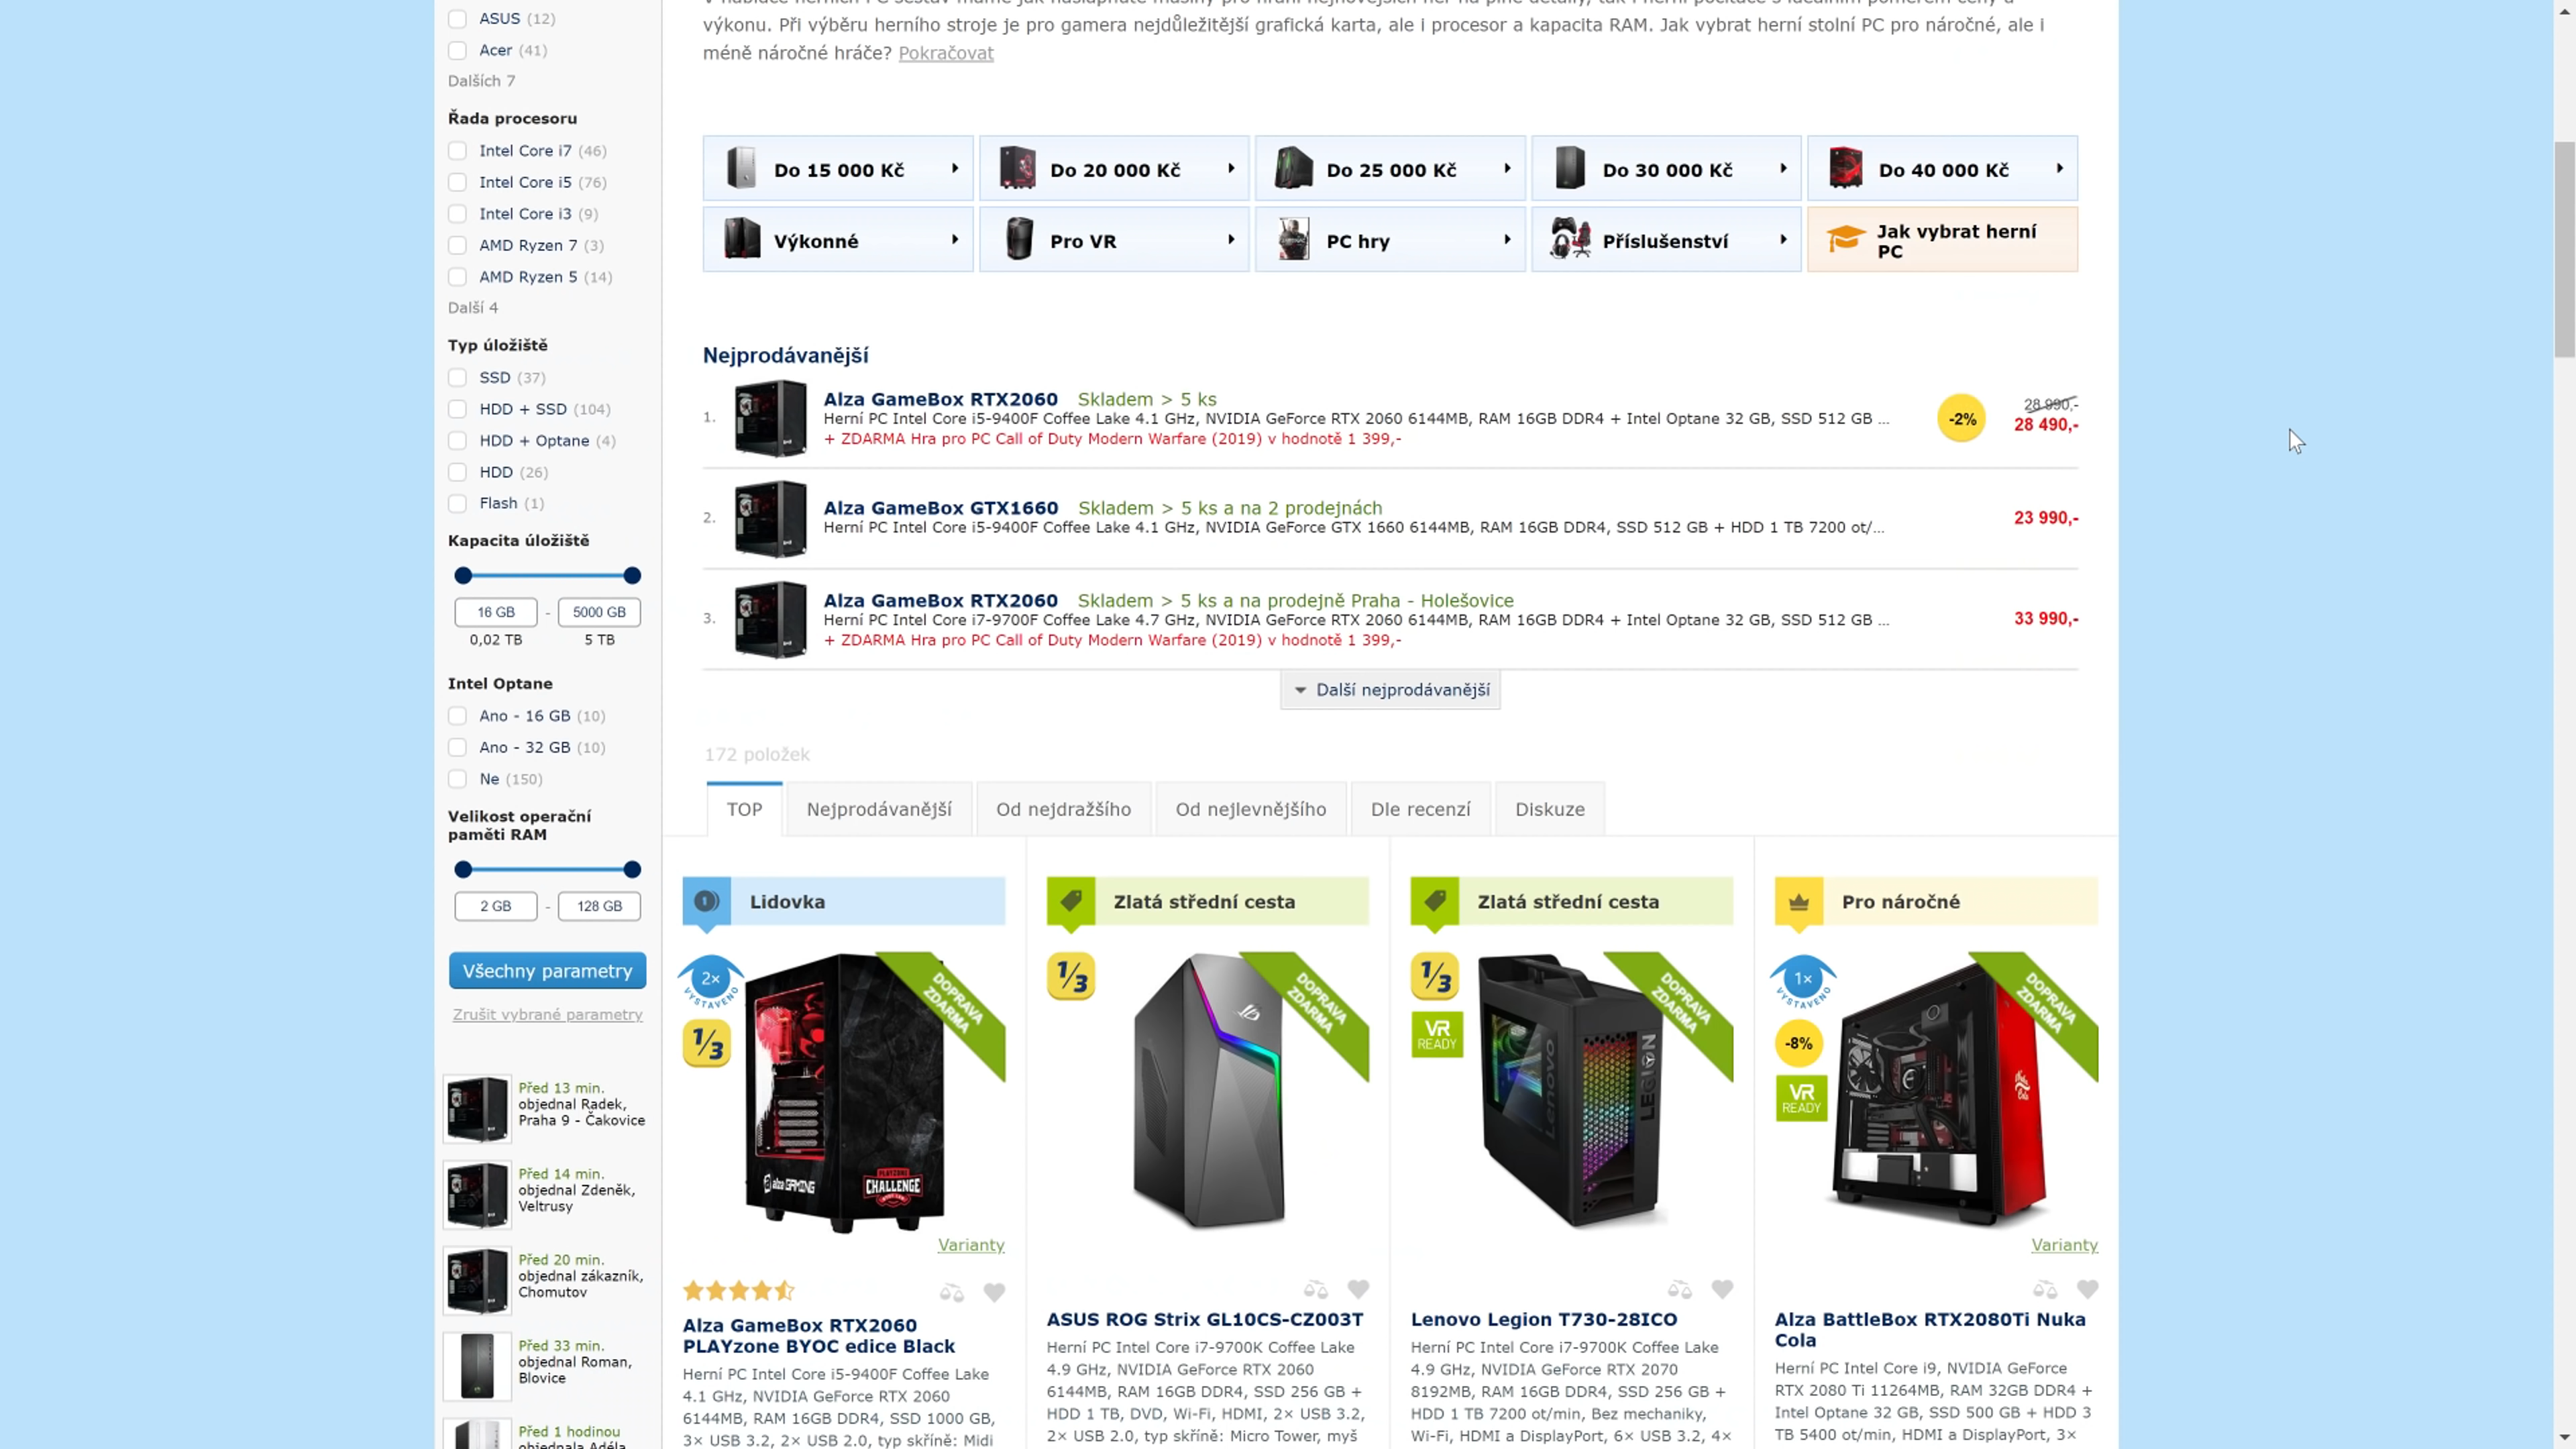 ASUS (12)
Acer (41)
Dalších 7
Řada procesoru
Intel Core i7 (46)
Intel Core i5 (76)
Intel Core i3 (9)
AMD Ryzen 7 (3)
AMD Ryzen 5 (14)
Další 4
Typ úložiště
SSD (37)
HDD + SSD (104)
HDD + Optane (4)
HDD (26)
Flash (1)
Kapacita úložiště
16 GB - 5000 GB
0,02 TB 5 TB
Intel Optane
Ano - 16 GB (10)
Ano - 32 GB (10)
Ne (150)
Velikost operační
paměti RAM
2 GB - 128 GB
Všechny parametry
Zrušit vybrané parametry
Před 13 min.
objednal Radek,
Praha 9 - Čakovice
Před 14 min.
objednal Zdeněk,
Veltrusy
Před 20 min.
objednal zákazník,
Chomutov
Před 33 min.
objednal Roman,
Blovice
Před 1 hodinou
objednala Adéla
výkonu. Při výběru herního stroje je pro gamera nejdůležitější grafická karta, ale i procesor a kapacita RAM. Jak vybrat herní stolní PC pro náročné, ale i
méně náročné hráče? Pokračovat
Do 15 000 Kč
Do 20 000 Kč
Do 25 000 Kč
Do 30 000 Kč
Do 40 000 Kč
Výkonné
Pro VR
PC hry
Příslušenství
Jak vybrat herní
PC
Nejprodávanější
1.
Alza GameBox RTX2060 Skladem > 5 ks
Herní PC Intel Core i5-9400F Coffee Lake 4.1 GHz, NVIDIA GeForce RTX 2060 6144MB, RAM 16GB DDR4 + Intel Optane 32 GB, SSD 512 GB ...
+ ZDARMA Hra pro PC Call of Duty Modern Warfare (2019) v hodnotě 1 399,-
-2%
28 990,-
28 490,-
2.
Alza GameBox GTX1660 Skladem > 5 ks a na 2 prodejnách
Herní PC Intel Core i5-9400F Coffee Lake 4.1 GHz, NVIDIA GeForce GTX 1660 6144MB, RAM 16GB DDR4, SSD 512 GB + HDD 1 TB 7200 ot/...
23 990,-
3.
Alza GameBox RTX2060 Skladem > 5 ks a na prodejně Praha - Holešovice
Herní PC Intel Core i7-9700F Coffee Lake 4.7 GHz, NVIDIA GeForce RTX 2060 6144MB, RAM 16GB DDR4 + Intel Optane 32 GB, SSD 512 GB ...
+ ZDARMA Hra pro PC Call of Duty Modern Warfare (2019) v hodnotě 1 399,-
33 990,-
Další nejprodávanější
172 položek
TOP
Nejprodávanější
Od nejdražšího
Od nejlevnějšího
Dle recenzí
Diskuze
Lidovka
2×
VYSTAVENO
1/3
DOPRAVA
ZDARMA
alza GAMING
PLAYZONE
CHALLENGE
Varianty
Alza GameBox RTX2060
PLAYzone BYOC edice Black
Herní PC Intel Core i5-9400F Coffee Lake
4.1 GHz, NVIDIA GeForce RTX 2060
6144MB, RAM 16GB DDR4, SSD 1000 GB,
3× USB 3.2, 2× USB 2.0, typ skříně: Midi
Zlatá střední cesta
1/3
DOPRAVA
ZDARMA
ASUS ROG Strix GL10CS-CZ003T
Herní PC Intel Core i7-9700K Coffee Lake
4.9 GHz, NVIDIA GeForce RTX 2060
6144MB, RAM 16GB DDR4, SSD 256 GB +
HDD 1 TB, DVD, Wi-Fi, HDMI, 2× USB 3.2,
2× USB 2.0, typ skříně: Micro Tower, myš
Zlatá střední cesta
1/3
VR
READY
DOPRAVA
ZDARMA
Lenovo
LEGION
Lenovo Legion T730-28ICO
Herní PC Intel Core i7-9700K Coffee Lake
4.9 GHz, NVIDIA GeForce RTX 2070
8192MB, RAM 16GB DDR4, SSD 256 GB +
HDD 1 TB 7200 ot/min, Bez mechaniky,
Wi-Fi, HDMI a DisplayPort, 6× USB 3.2, 4×
Pro náročné
1×
VYSTAVENO
-8%
VR
READY
DOPRAVA
ZDARMA
Nuka
Cola
Varianty
Alza BattleBox RTX2080Ti Nuka
Cola
Herní PC Intel Core i9, NVIDIA GeForce
RTX 2080 Ti 11264MB, RAM 32GB DDR4 +
Intel Optane 32 GB, SSD 500 GB + HDD 3
TB 5400 ot/min, HDMI a DisplayPort, 3×